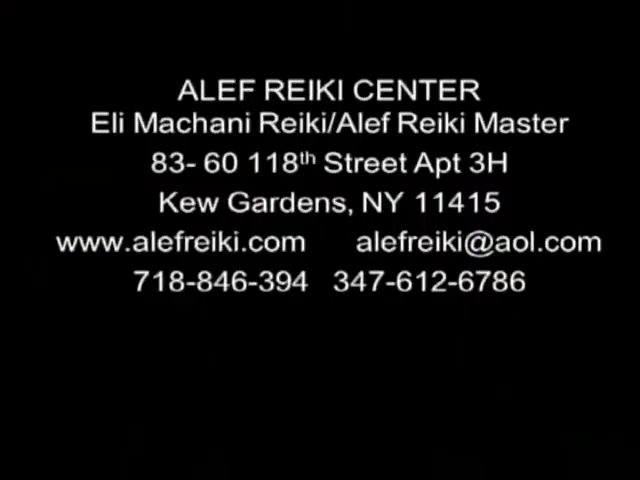 ALEF REIKI CENTER
Eli Machani Reiki/Alef Reiki Master
83- 60 118th Street Apt 3H
Kew Gardens, NY 11415
www.alefreiki.com alefreiki@aol.com
718-846-394 347-612-6786